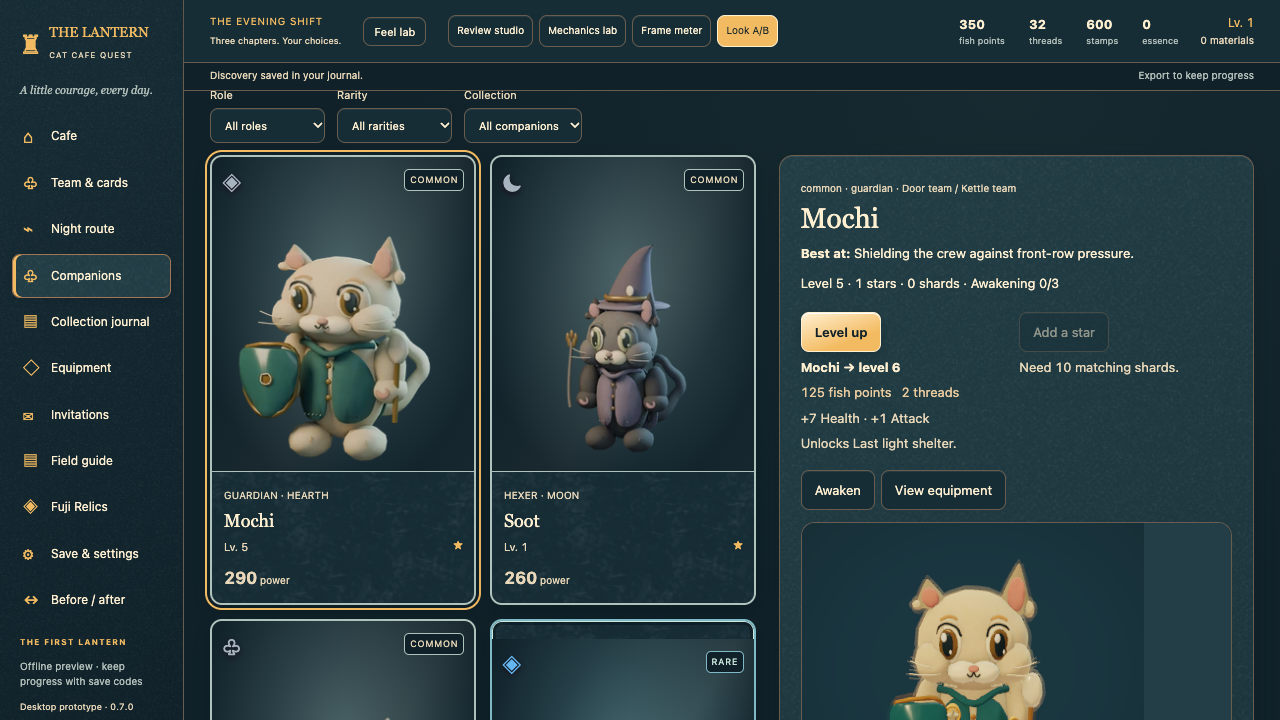 THE LANTERN
CAT CAFE QUEST
A little courage, every day.
Cafe
Team & cards
Night route
Companions
Collection journal
Equipment
Invitations
Field guide
Fuji Relics
Save & settings
Before / after
THE FIRST LANTERN
Offline preview · keep
progress with save codes
Desktop prototype · 0.7.0
THE EVENING SHIFT
Three chapters. Your choices.
Feel lab
Review studio
Mechanics lab
Frame meter
Look A/B
350
fish points
32
threads
600
stamps
0
essence
Lv. 1
0 materials
Discovery saved in your journal.
Export to keep progress
Role
Rarity
Collection
All roles
All rarities
All companions
COMMON
GUARDIAN · HEARTH
Mochi
Lv. 5
290 power
COMMON
HEXER · MOON
Soot
Lv. 1
260 power
COMMON
RARE
common · guardian · Door team / Kettle team
Mochi
Best at: Shielding the crew against front-row pressure.
Level 5 · 1 stars · 0 shards · Awakening 0/3
Level up
Add a star
Mochi → level 6
Need 10 matching shards.
125 fish points 2 threads
+7 Health · +1 Attack
Unlocks Last light shelter.
Awaken
View equipment